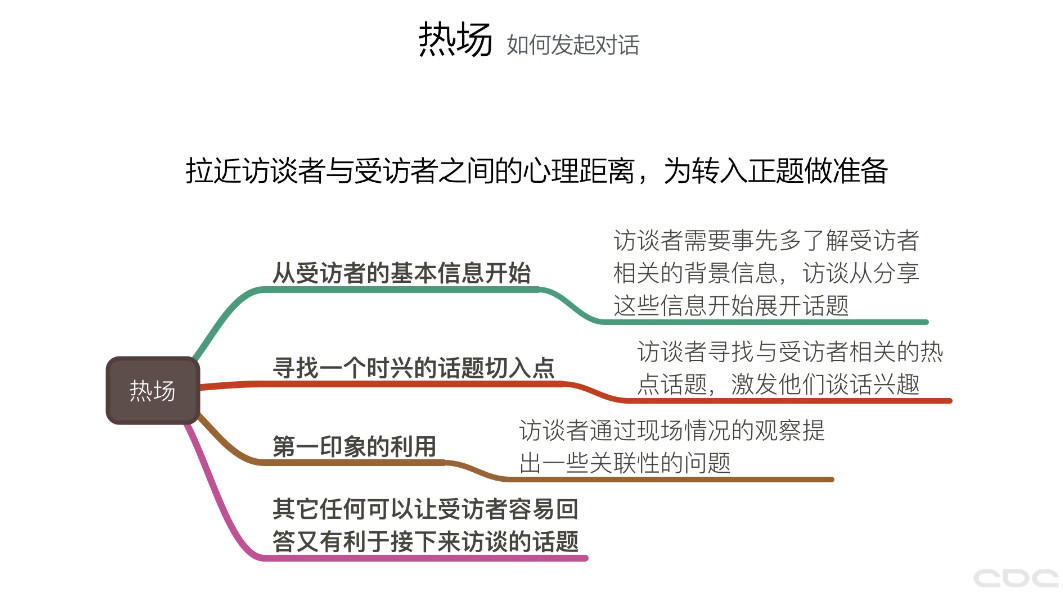 热场 如何发起对话
拉近访谈者与受访者之间的心理距离，为转入正题做准备
访谈者需要事先多了解受访者
相关的背景信息，访谈从分享
这些信息开始展开话题
从受访者的基本信息开始
访谈者寻找与受访者相关的热
点话题，激发他们谈话兴趣
寻找一个时兴的话题切入点
热场
访谈者通过现场情况的观察提
出一些关联性的问题
第一印象的利用
其它任何可以让受访者容易回
答又有利于接下来访谈的话题
CDC